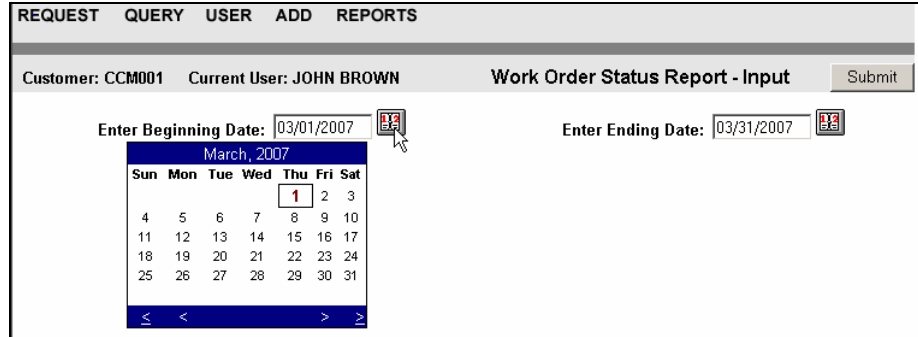 REQUEST QUERY USER ADD REPORTS
Customer: CCM001 Current User: JOHN BROWN Work Order Status Report - Input Submit
Enter Beginning Date: 03/01/2007 Enter Ending Date: 03/31/2007
March, 2007
Sun Mon Tue Wed Thu Fri Sat
1 2 3
4 5 6 7 8 9 10
11 12 13 14 15 16 17
18 19 20 21 22 23 24
25 26 27 28 29 30 31
≤ < > ≥